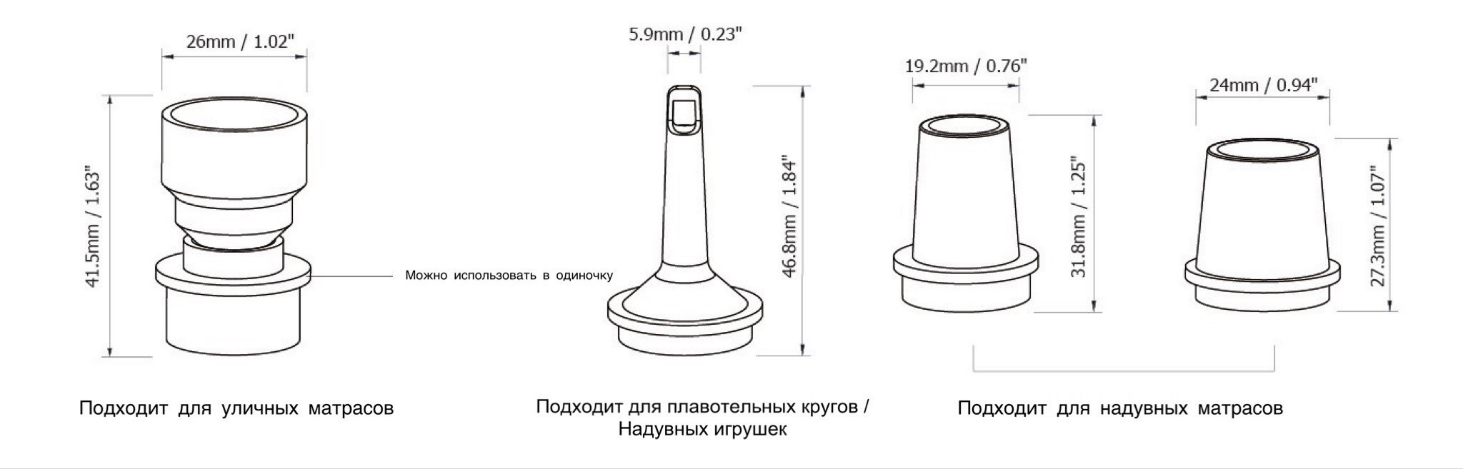 26mm / 1.02"
41.5mm / 1.63"
Можно использовать в одиночку
Подходит для уличных матрасов
5.9mm / 0.23"
46.8mm / 1.84"
Подходит для плавотельных кругов /
Надувных игрушек
19.2mm / 0.76"
31.8mm / 1.25"
24mm / 0.94"
27.3mm / 1.07"
Подходит для надувных матрасов